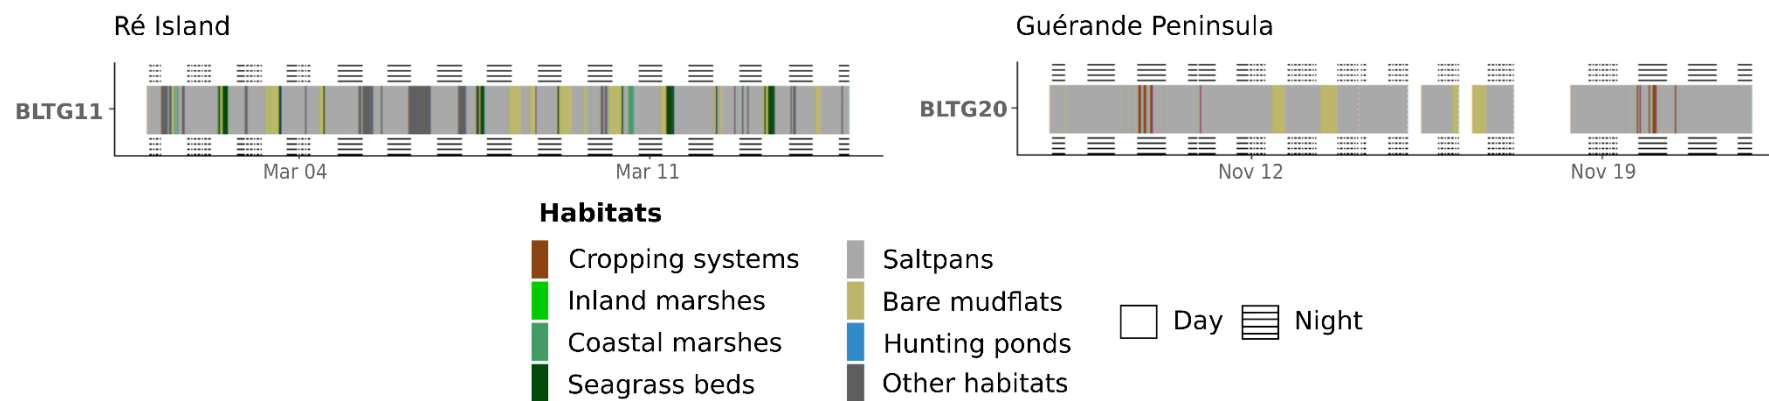 Ré Island
Guérande Peninsula
BLTG11
BLTG20
Mar 04
Mar 11
Nov 12
Nov 19
Habitats
Cropping systems
Saltpans
Inland marshes
Bare mudflats
Coastal marshes
Hunting ponds
Seagrass beds
Other habitats
Day
Night